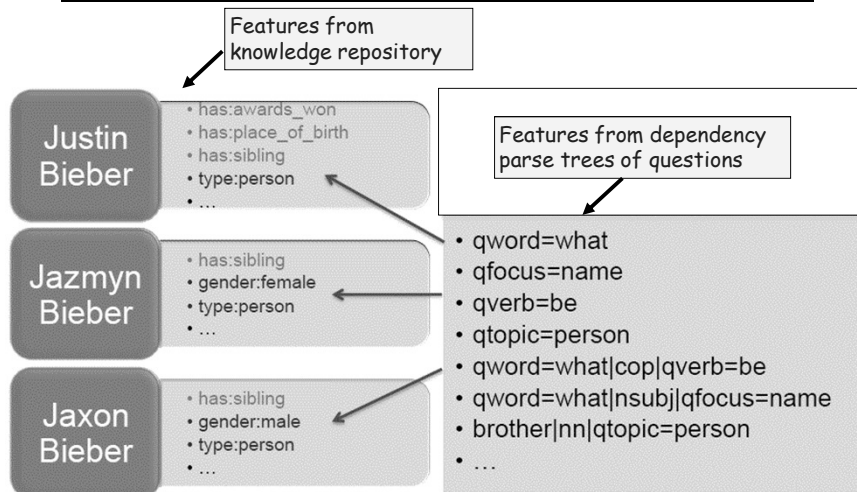 Features from
knowledge repository
Justin
Bieber
• has:awards_won
• has:place_of_birth
• has:sibling
• type:person
• ...
Features from dependency
parse trees of questions
Jazmyn
Bieber
• has:sibling
• gender:female
• type:person
• ...
Jaxon
Bieber
• has:sibling
• gender:male
• type:person
• ...
• qword=what
• qfocus=name
• qverb=be
• qtopic=person
• qword=what|cop|qverb=be
• qword=what|nsubj|qfocus=name
• brother|nn|qtopic=person
• ...